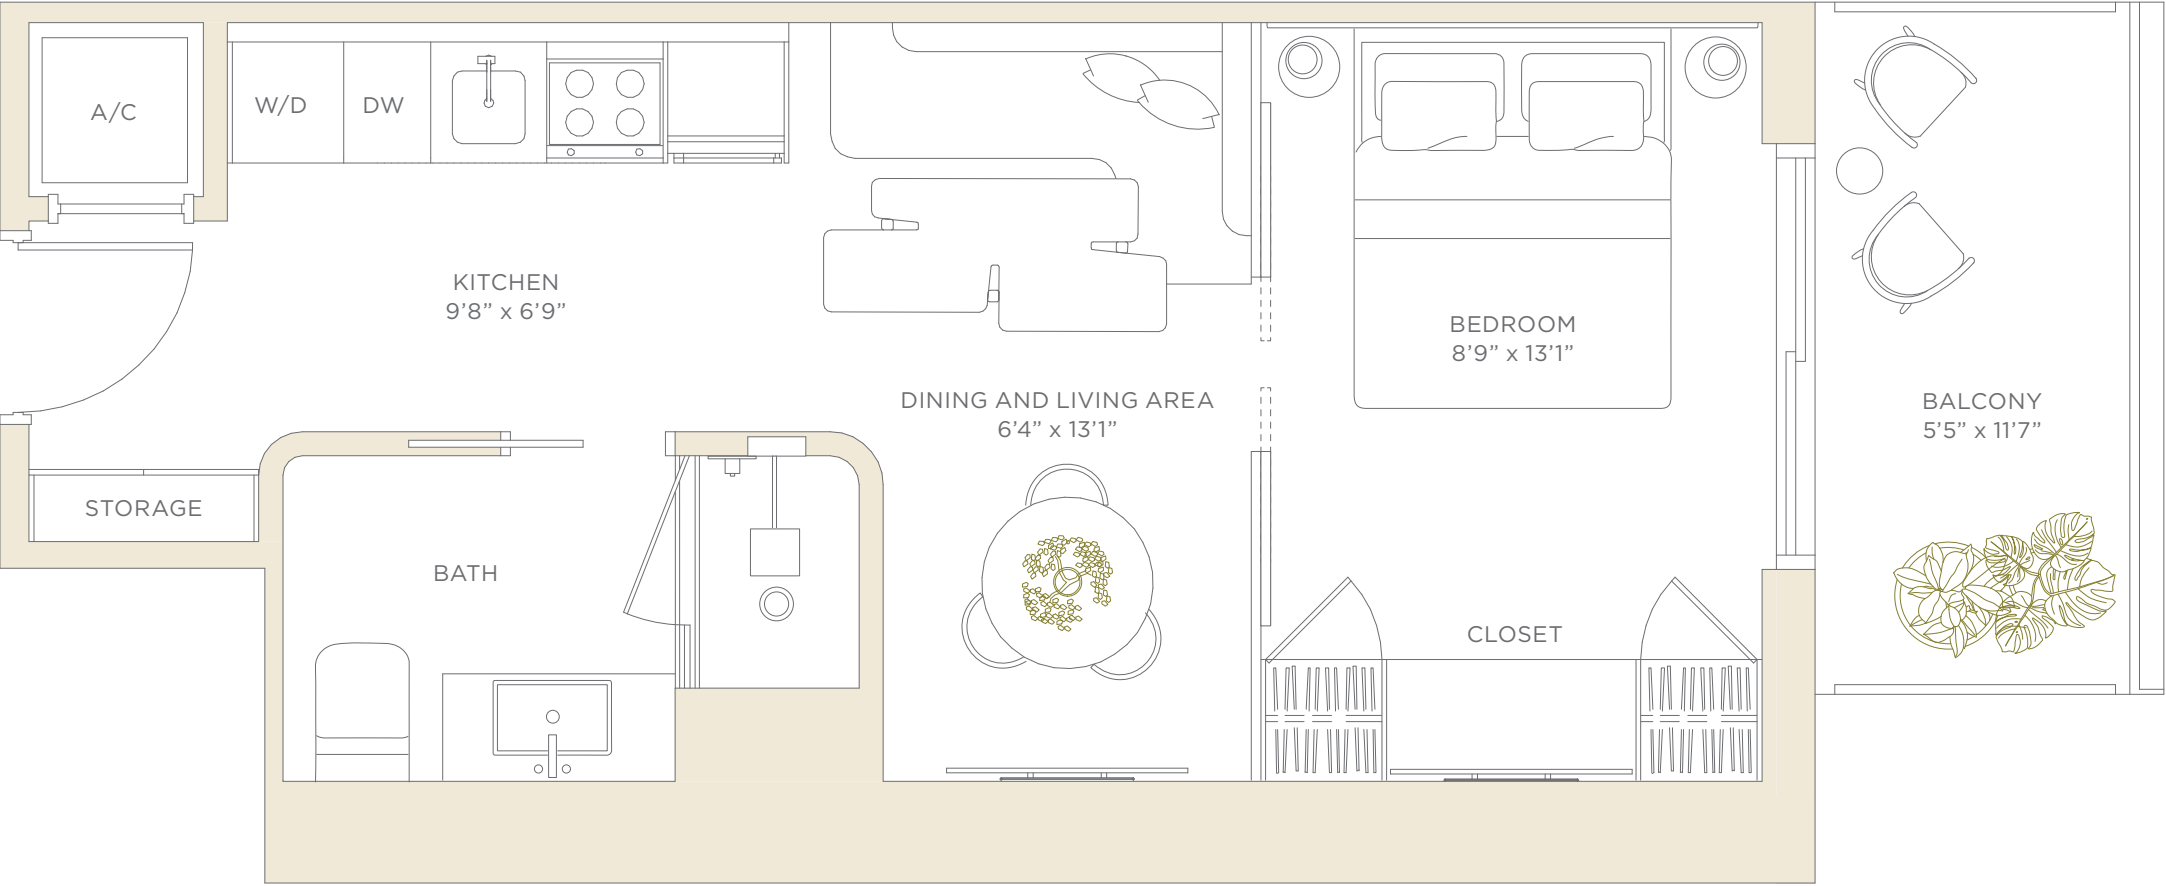 A/C
W/D
DW
KITCHEN
9’8” x 6’9”
BEDROOM
8’9” x 13’1”
DINING AND LIVING AREA
6’4” x 13’1”
BALCONY
5’5” x 11’7”
STORAGE
BATH
CLOSET